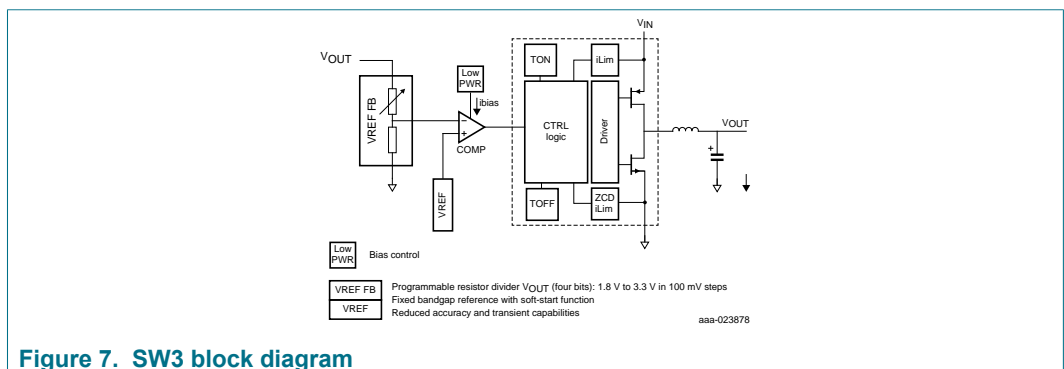 VIN
VOUT
TON
iLim
Low
PWR
ibias
VREF FB
COMP
CTRL
logic
Driver
VOUT
VREF
TOFF
ZCD
iLim
Low
PWR
Bias control
VREF FB
Programmable resistor divider VOUT (four bits): 1.8 V to 3.3 V in 100 mV steps
Fixed bandgap reference with soft-start function
VREF
Reduced accuracy and transient capabilities
aaa-023878
Figure 7. SW3 block diagram